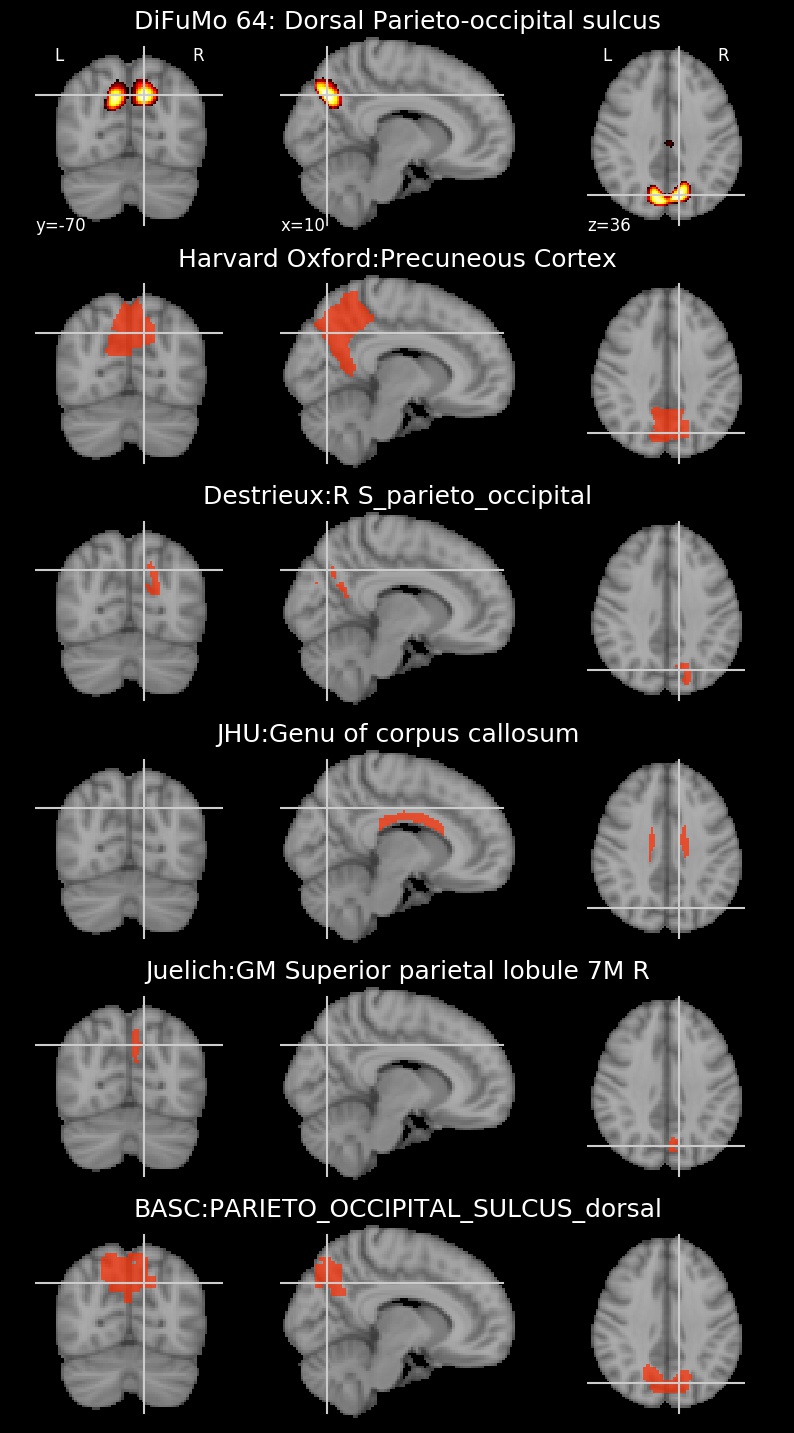 DiFuMo 64: Dorsal Parieto-occipital sulcus
L R L R
y=-70 x=10 z=36
Harvard Oxford:Precuneous Cortex
Destrieux:R S_parieto_occipital
JHU:Genu of corpus callosum
Juelich:GM Superior parietal lobule 7M R
BASC:PARIETO_OCCIPITAL_SULCUS_dorsal